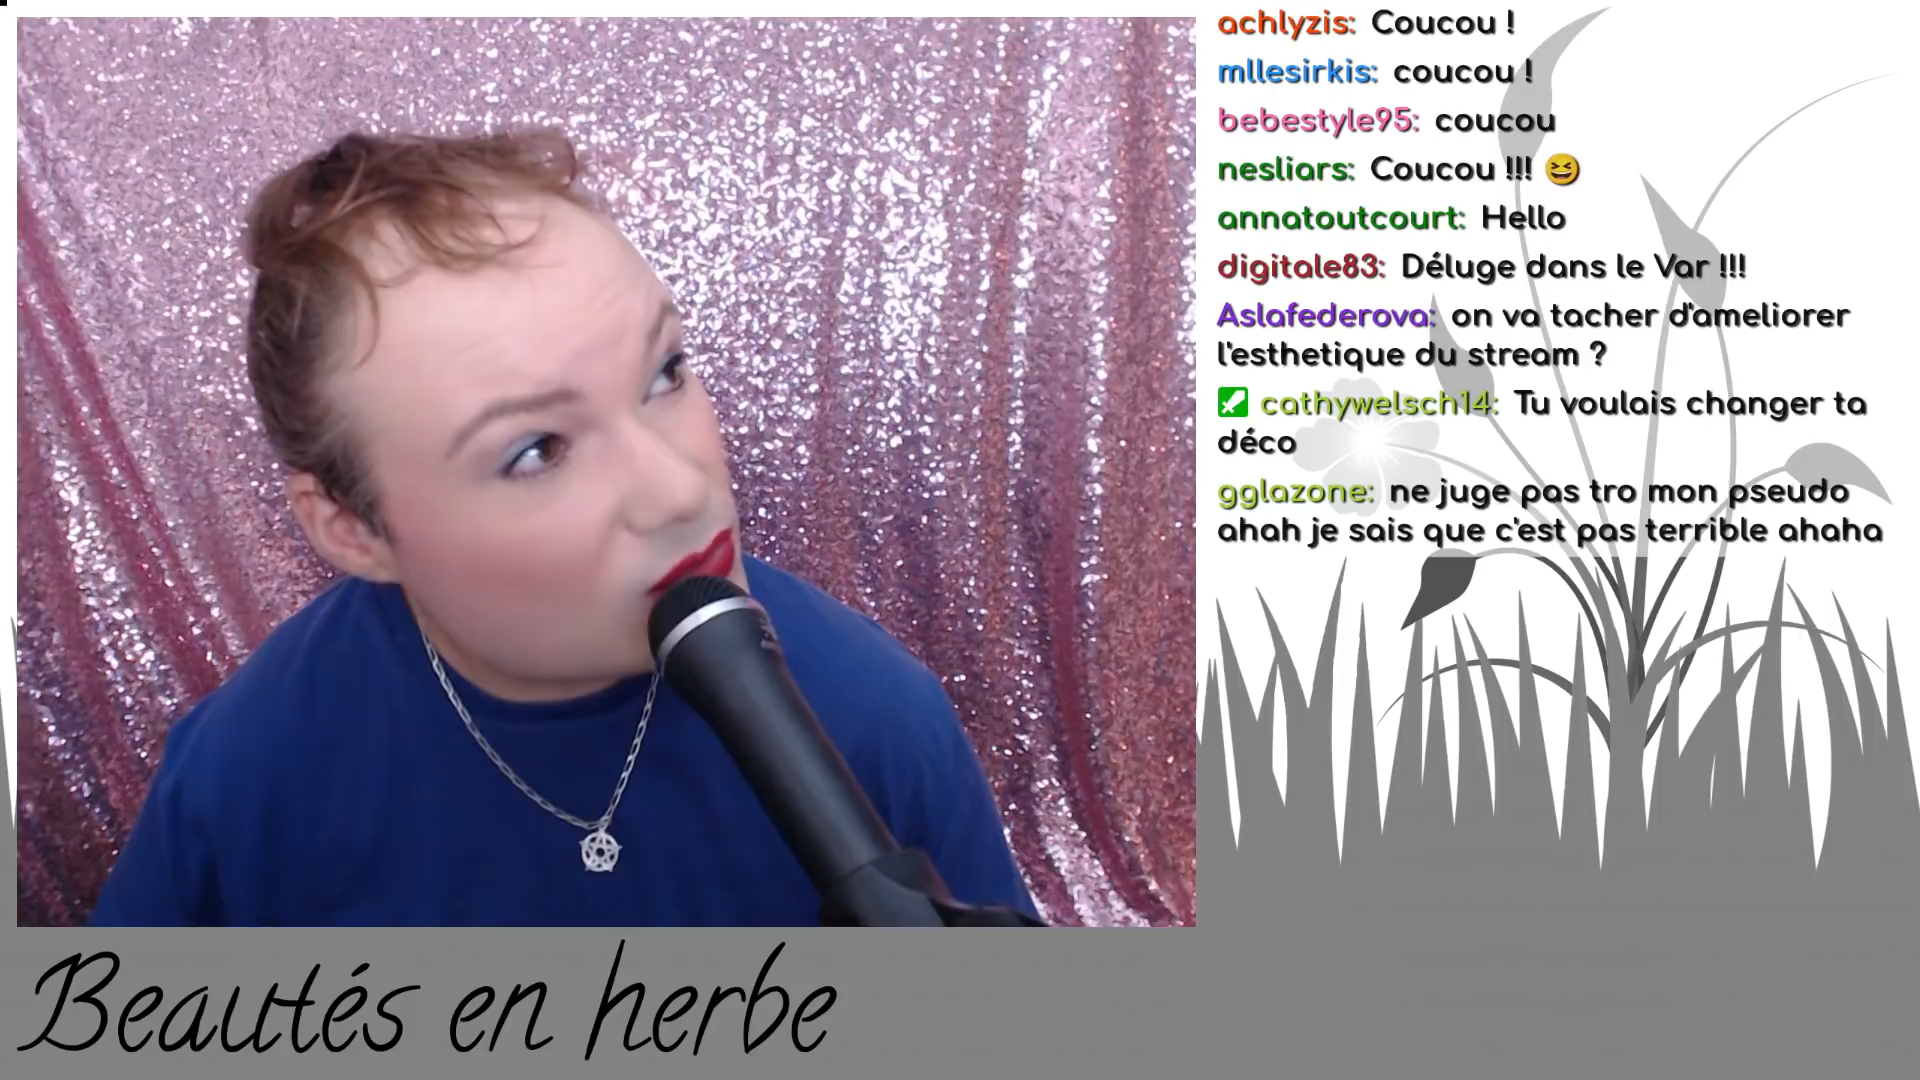 achlyzis: Coucou !
mllesirkis: coucou !
bebestyle95: coucou
nesliars: Coucou !!! 😆
annatoutcourt: Hello
digitale83: Déluge dans le Var !!!
Aslafederova: on va tacher d'ameliorer
l'esthetique du stream ?
cathywelsch14: Tu voulais changer ta
déco
gglazone: ne juge pas tro mon pseudo
ahah je sais que c'est pas terrible ahaha
Beautés en herbe